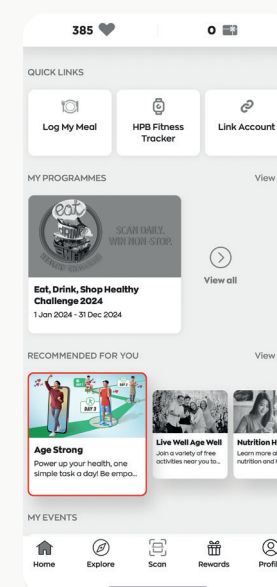 385
0
QUICK LINKS
Log My Meal
HPB Fitness
Tracker
Link Account
MY PROGRAMMES
View
eat
SCAN DAILY.
WIN NON-STOP.
Eat, Drink, Shop Healthy
Challenge 2024
1 Jan 2024 - 31 Dec 2024
View all
RECOMMENDED FOR YOU
View
DAY 3
Age Strong
Power up your health, one
simple task a day! Be empo...
Live Well Age Well
Join a variety of free
activities near you to...
Nutrition H
Learn more a
nutrition and h
MY EVENTS
Home
Explore
Scan
Rewards
Profi